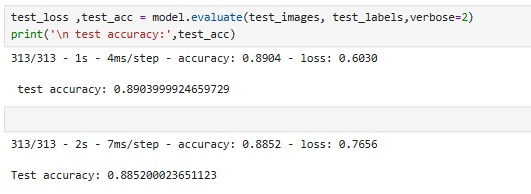 test_loss ,test_acc = model.evaluate(test_images, test_labels,verbose=2)
print('\n test accuracy:',test_acc)
313/313 - 1s - 4ms/step - accuracy: 0.8904 - loss: 0.6030
test accuracy: 0.8903999924659729
313/313 - 2s - 7ms/step - accuracy: 0.8852 - loss: 0.7656
Test accuracy: 0.885200023651123